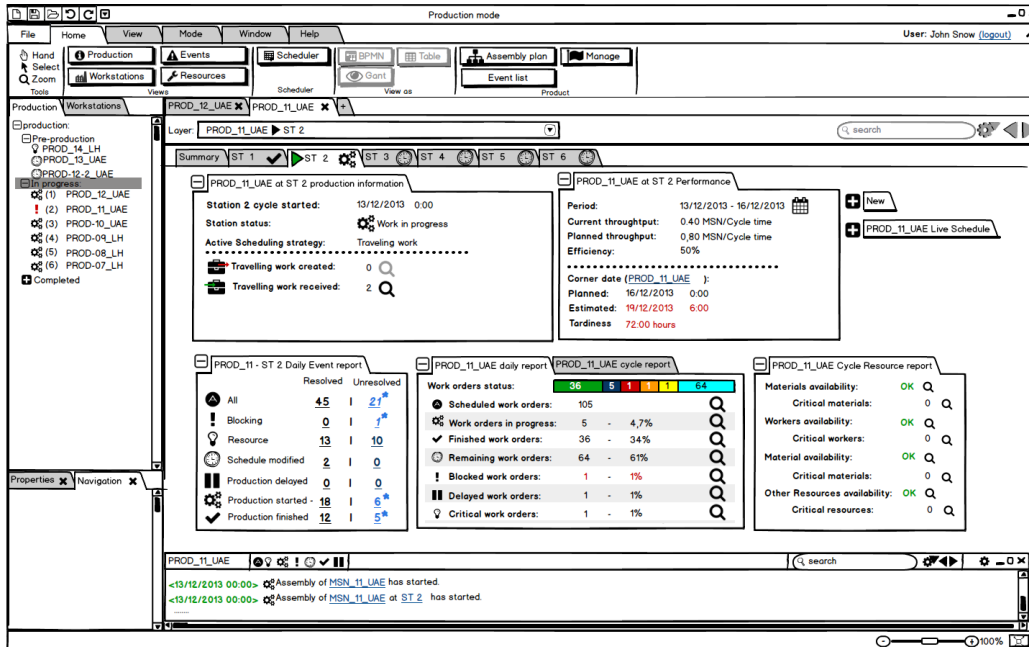 Production mode
File Home View Mode Window Help User: John Snow (logout)
Hand
Select
Zoom
Tools
Production Events
Workstations Resources
Views
Scheduler
Scheduler
BPMN Table
Gant
View as
Assembly plan Manage
Event list
Product
Production Workstations
production:
Pre-production
PROD_14_LH
PROD_13_UAE
PROD-12-2_UAE
In progress:
(1) PROD_12_UAE
(2) PROD_11_UAE
(3) PROD-10_UAE
(4) PROD-09_LH
(5) PROD-08_LH
(6) PROD-07_LH
Completed
Properties Navigation
PROD_12_UAE PROD_11_UAE +
Layer: PROD_11_UAE ▶ ST 2 search
Summary ST 1 ST 2 ST 3 ST 4 ST 5 ST 6
PROD_11_UAE at ST 2 production information
Station 2 cycle started: 13/12/2013 0:00
Station status: Work in progress
Active Scheduling strategy: Traveling work
Travelling work created: 0
Travelling work received: 2
PROD_11_UAE at ST 2 Performance
Period: 13/12/2013 - 16/12/2013
Current throughtput: 0.40 MSN/Cycle time
Planned throughput: 0,80 MSN/Cycle time
Efficiency: 50%
Corner date (PROD_11_UAE ):
Planned: 16/12/2013 0:00
Estimated: 19/12/2013 6:00
Tardiness 72:00 hours
New
PROD_11_UAE Live Schedule
PROD_11 - ST 2 Daily Event report
Resolved Unresolved
All 45 | 21*
Blocking 0 | 1*
Resource 13 | 10
Schedule modified 2 | 0
Production delayed 0 | 0
Production started - 18 | 6*
Production finished 12 | 5*
PROD_11_UAE daily report PROD_11_UAE cycle report
Work orders status: 36 5 1 1 1 64
Scheduled work orders: 105
Work orders in progress: 5 - 4,7%
Finished work orders: 36 - 34%
Remaining work orders: 64 - 61%
Blocked work orders: 1 - 1%
Delayed work orders: 1 - 1%
Critical work orders: 1 - 1%
PROD_11_UAE Cycle Resource report
Materials availability: OK
Critical materials: 0
Workers availability: OK
Critical workers: 0
Material availability: OK
Critical materials: 0
Other Resources availability: OK
Critical resources: 0
PROD_11_UAE search
<13/12/2013 00:00> Assembly of MSN_11_UAE has started.
<13/12/2013 00:00> Assembly of MSN_11_UAE at ST 2 has started.
.......
100%